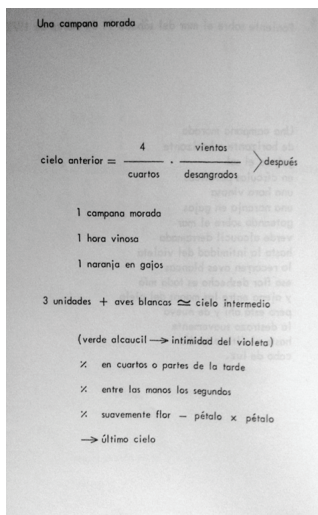 Una campana morada
cielo anterior = 4/cuartos . vientos/desangrados > después
1 campana morada
1 hora vinosa
1 naranja en gajos
3 unidades + aves blancas ≃ cielo intermedio
(verde alcaucil → intimidad del violeta)
٪ en cuartos o partes de la tarde
٪ entre las manos los segundos
٪ suavemente flor — pétalo x pétalo
→ último cielo